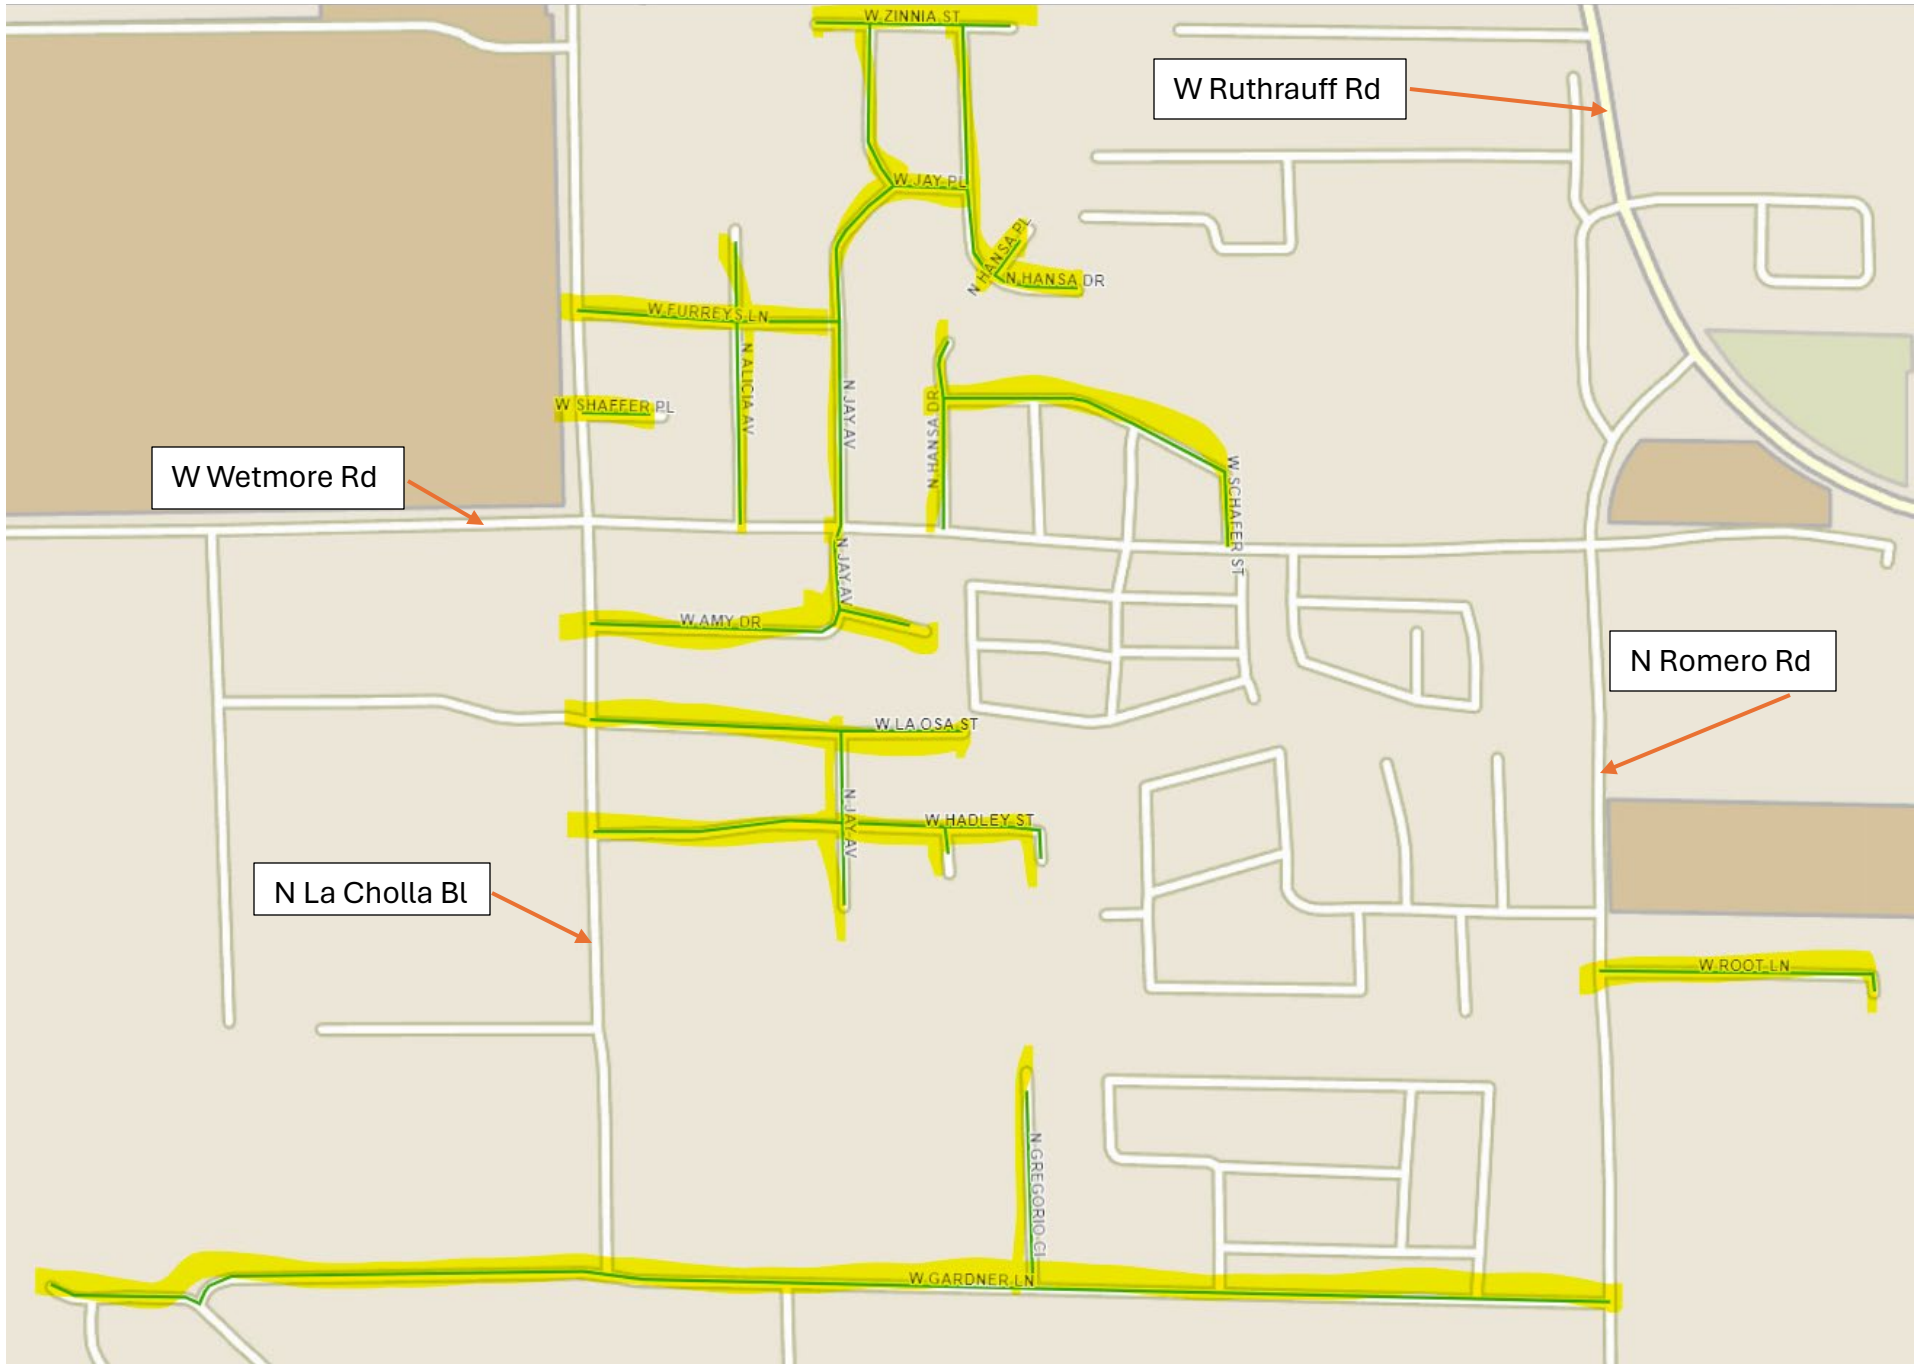 W ZINNIA ST
W Ruthrauff Rd
W JAY PL
N HANSA PL
N HANSA DR
W FURREYS LN
N ALICIA AV
N JAY AV
N HANSA DR
W SHAFFER PL
W SCHAFER ST
W Wetmore Rd
N JAY AV
W AMY DR
N Romero Rd
W LA OSA ST
N JAY AV
W HADLEY ST
N La Cholla Bl
W ROOT LN
N GREGORIO CI
W GARDNER LN